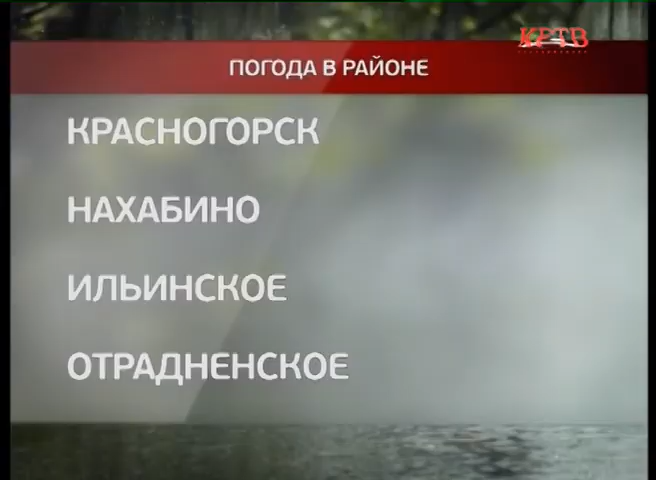 КРТВ
ПОГОДА В РАЙОНЕ
КРАСНОГОРСК
НАХАБИНО
ИЛЬИНСКОЕ
ОТРАДНЕНСКОЕ